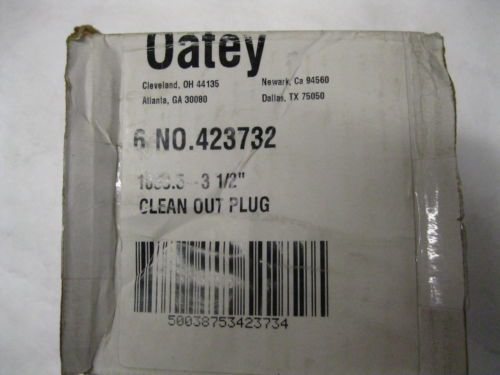 Oatey
Cleveland, OH 44135 Newark, Ca 94560
Atlanta, GA 30080 Dallas, TX 75050
6 NO.423732
3 1/2"
CLEAN OUT PLUG
50038753423734